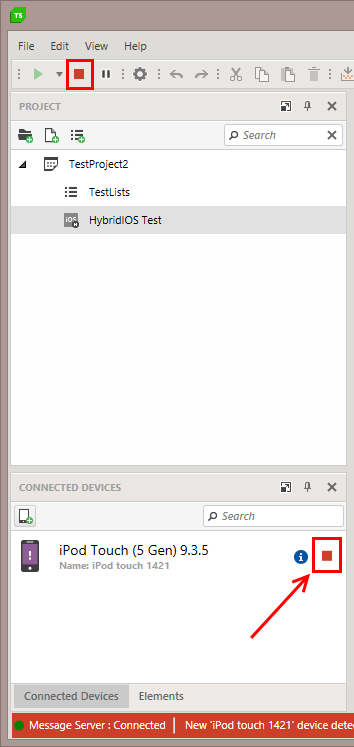 TS
File Edit View Help
PROJECT
Search
TestProject2
TestLists
iOS
HybridIOS Test
CONNECTED DEVICES
Search
iPod Touch (5 Gen) 9.3.5
Name: iPod touch 1421
Connected Devices Elements
Message Server : Connected New 'iPod touch 1421' device dete